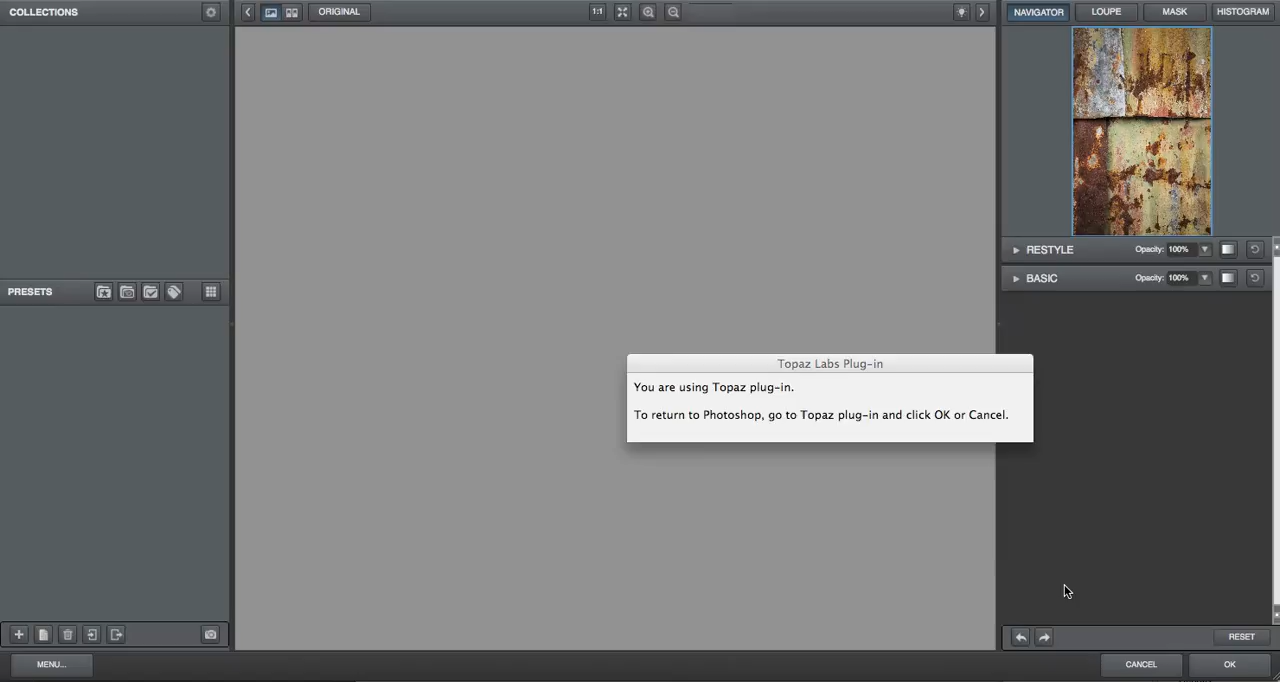 COLLECTIONS
ORIGINAL
1:1
NAVIGATOR
LOUPE
MASK
HISTOGRAM
RESTYLE
Opacity: 100%
BASIC
Opacity: 100%
PRESETS
Topaz Labs Plug-in
You are using Topaz plug-in.
To return to Photoshop, go to Topaz plug-in and click OK or Cancel.
RESET
MENU...
CANCEL
OK